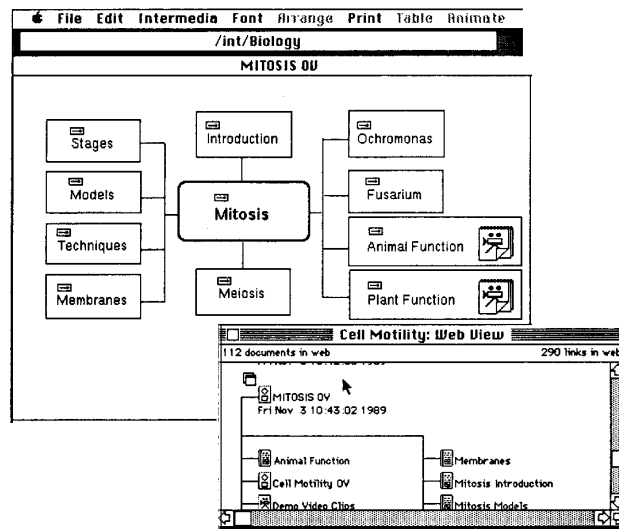 File Edit Intermedia Font Arrange Print Table Animate
/int/Biology
MITOSIS OV
Stages
Models
Techniques
Membranes
Introduction
Mitosis
Meiosis
Ochromonas
Fusarium
Animal Function
Plant Function
Cell Motility: Web View
112 documents in web 290 links in web
MITOSIS OV
Fri Nov 3 10:43:02 1989
Animal Function
Cell Motility OV
Demo Video Clips
Membranes
Mitosis Introduction
Mitosis Models